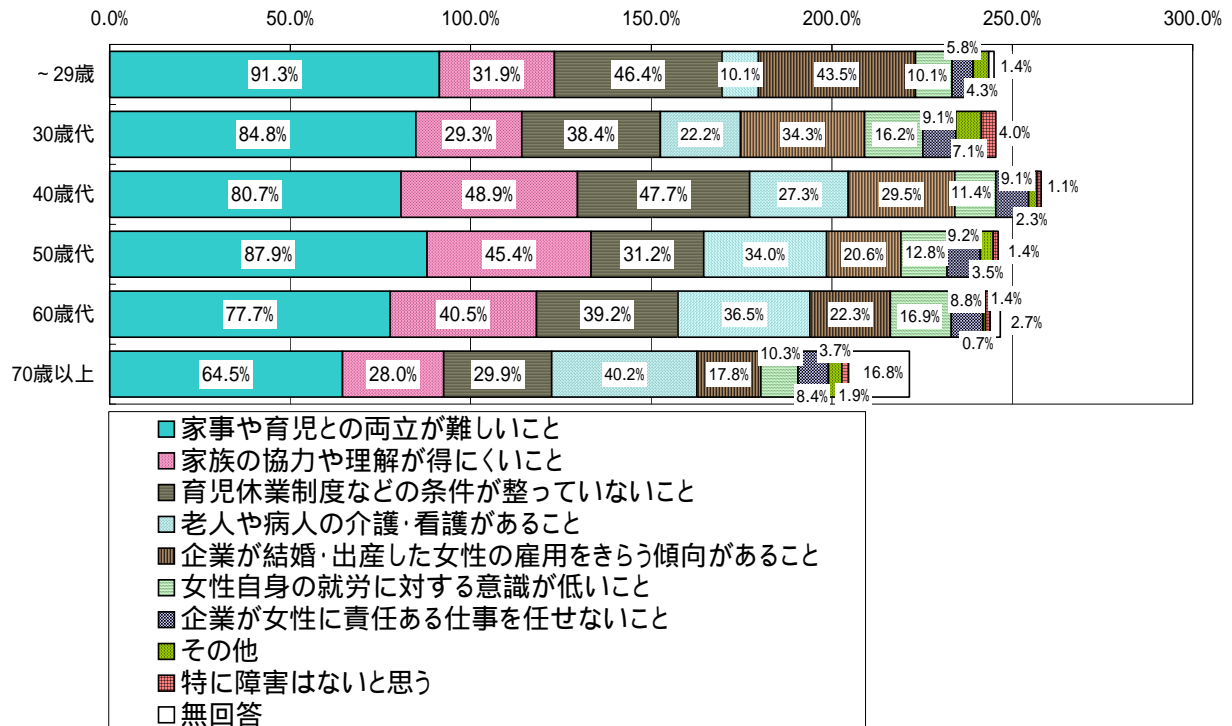 0.0% 50.0% 100.0% 150.0% 200.0% 250.0% 300.0%
~29歳 91.3% 31.9% 46.4% 10.1% 43.5% 10.1% 5.8% 4.3% 1.4%
30歳代 84.8% 29.3% 38.4% 22.2% 34.3% 16.2% 9.1% 7.1% 4.0%
40歳代 80.7% 48.9% 47.7% 27.3% 29.5% 11.4% 9.1% 2.3% 1.1%
50歳代 87.9% 45.4% 31.2% 34.0% 20.6% 12.8% 9.2% 3.5% 1.4%
60歳代 77.7% 40.5% 39.2% 36.5% 22.3% 16.9% 8.8% 0.7% 1.4% 2.7%
70歳以上 64.5% 28.0% 29.9% 40.2% 17.8% 10.3% 8.4% 3.7% 1.9% 16.8%
家事や育児との両立が難しいこと
家族の協力や理解が得にくいこと
育児休業制度などの条件が整っていないこと
老人や病人の介護・看護があること
企業が結婚・出産した女性の雇用をきらう傾向があること
女性自身の就労に対する意識が低いこと
企業が女性に責任ある仕事を任せないこと
その他
特に障害はないと思う
無回答